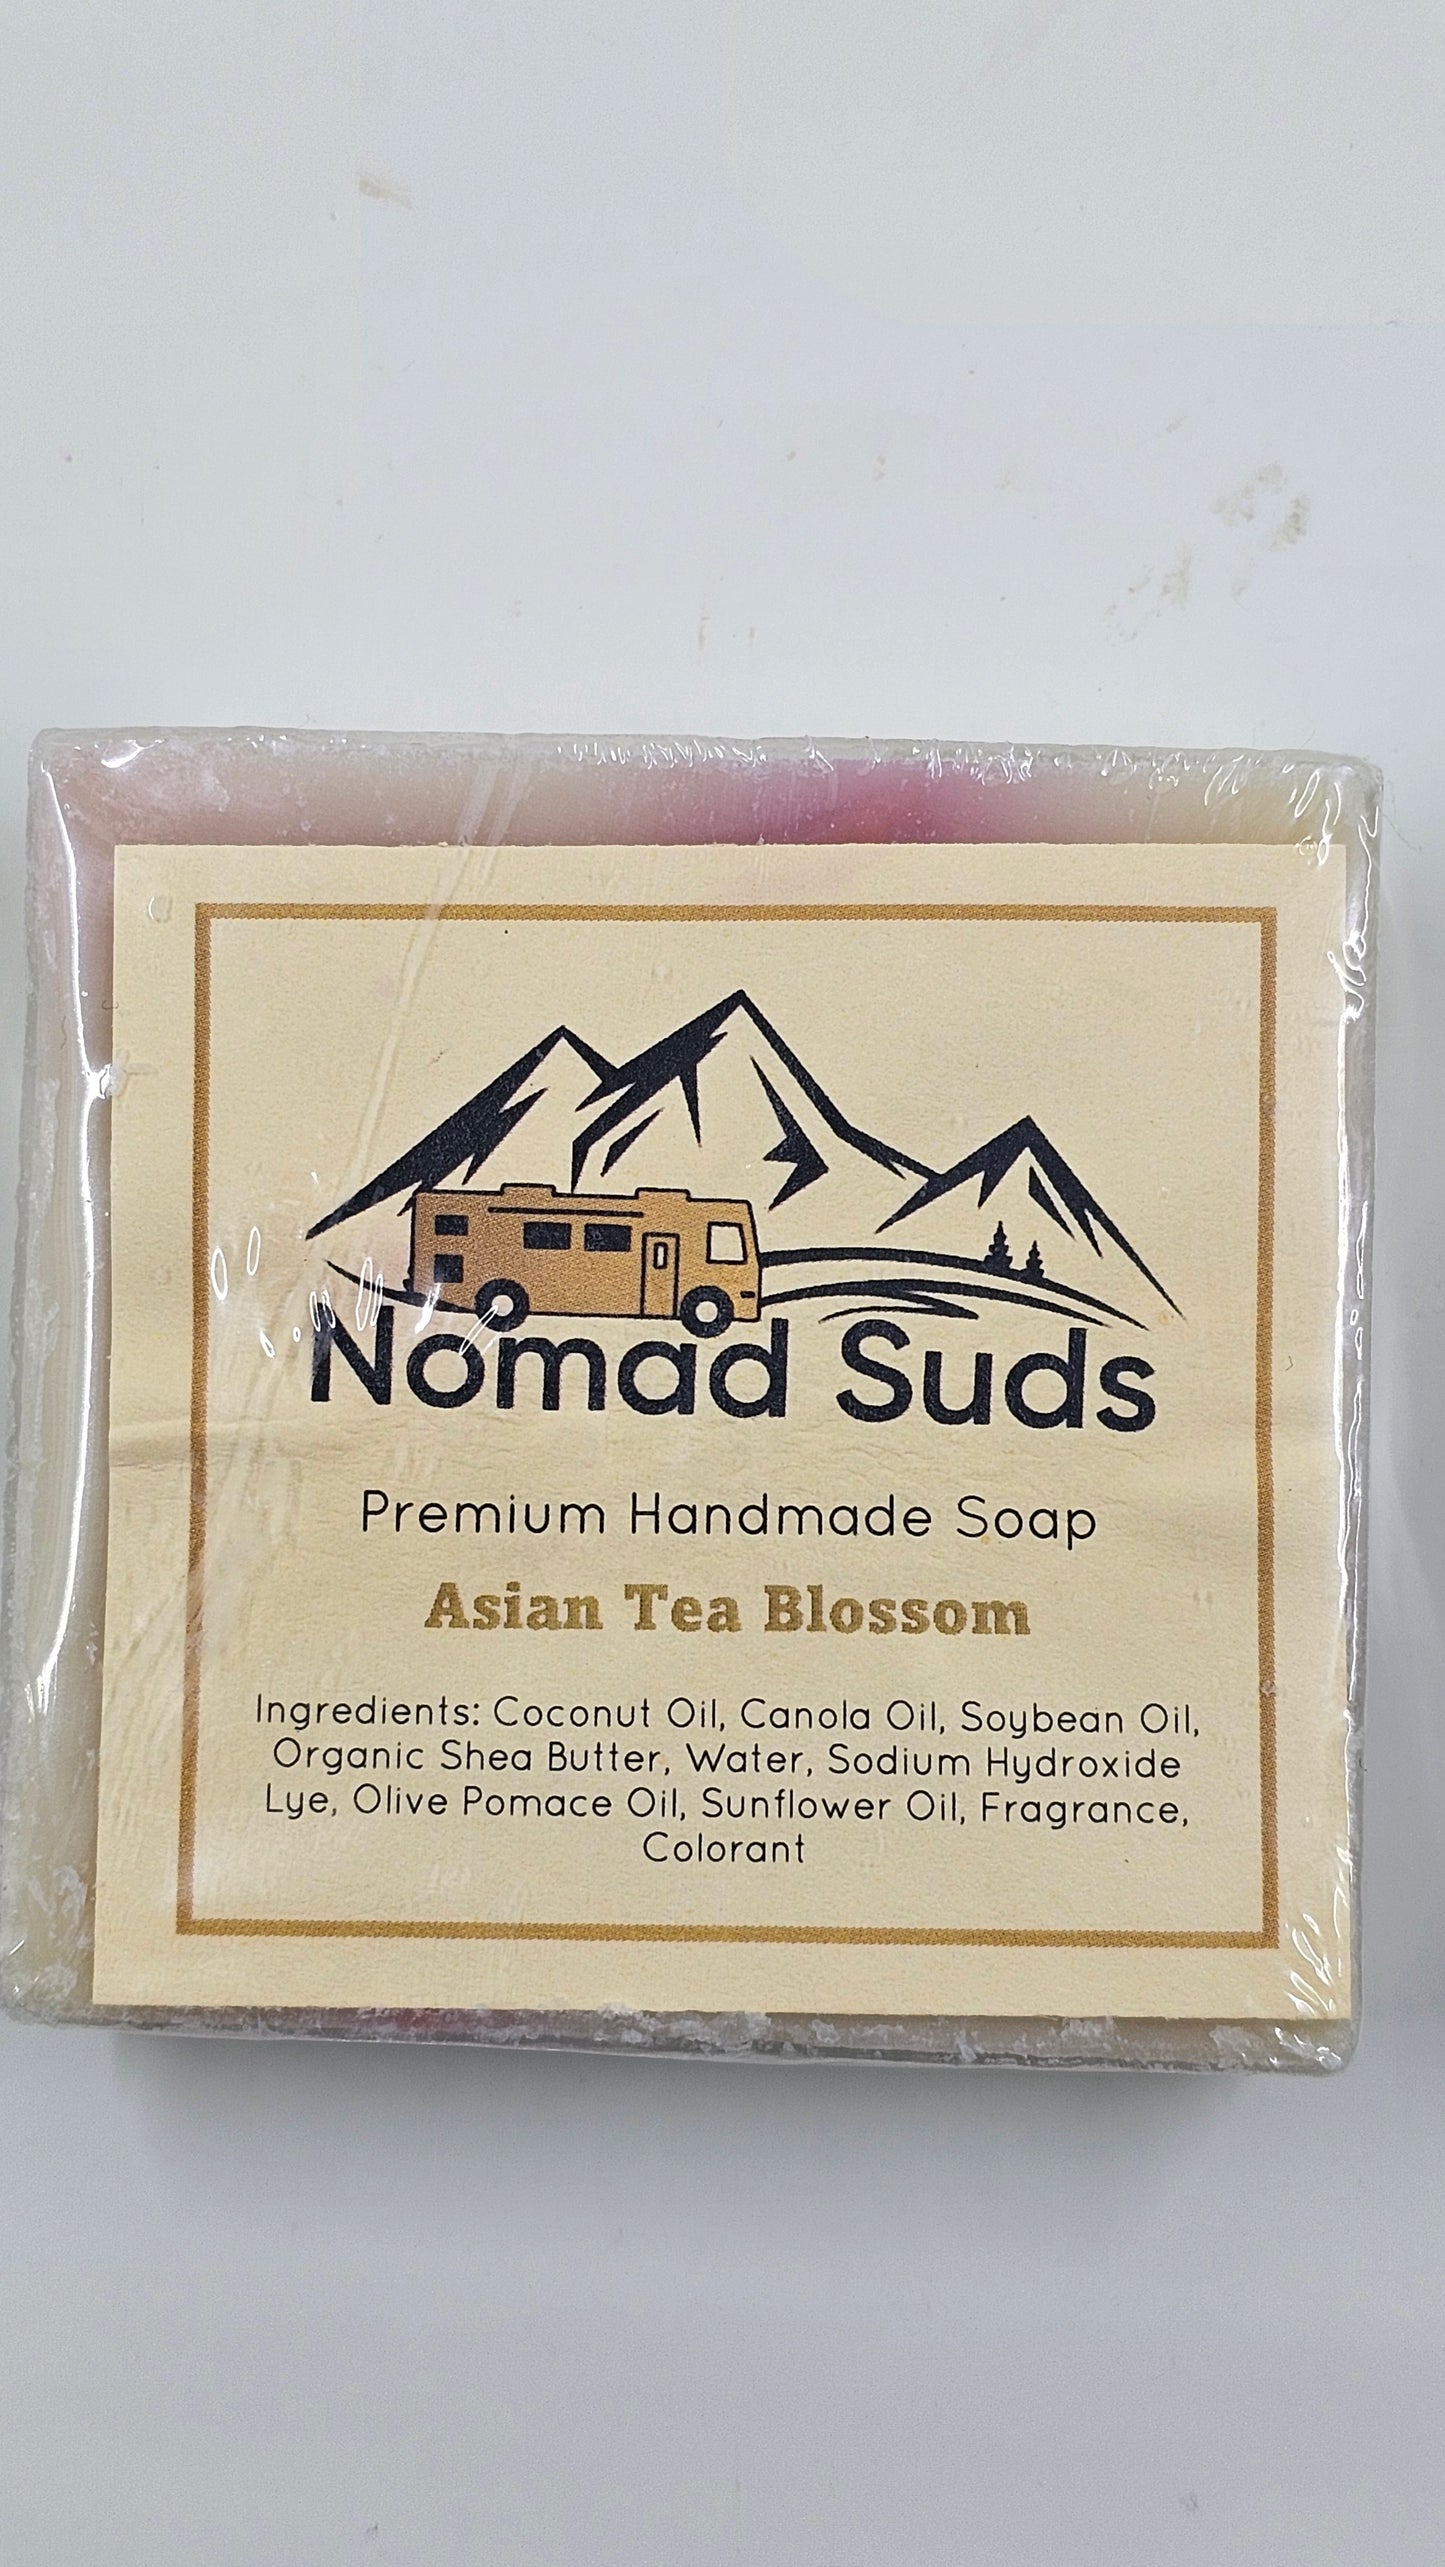 Nomad Suds
Premium Handmade Soap
Asian Tea Blossom
Ingredients: Coconut Oil, Canola Oil, Soybean Oil,
Organic Shea Butter, Water, Sodium Hydroxide
Lye, Olive Pomace Oil, Sunflower Oil, Fragrance,
Colorant